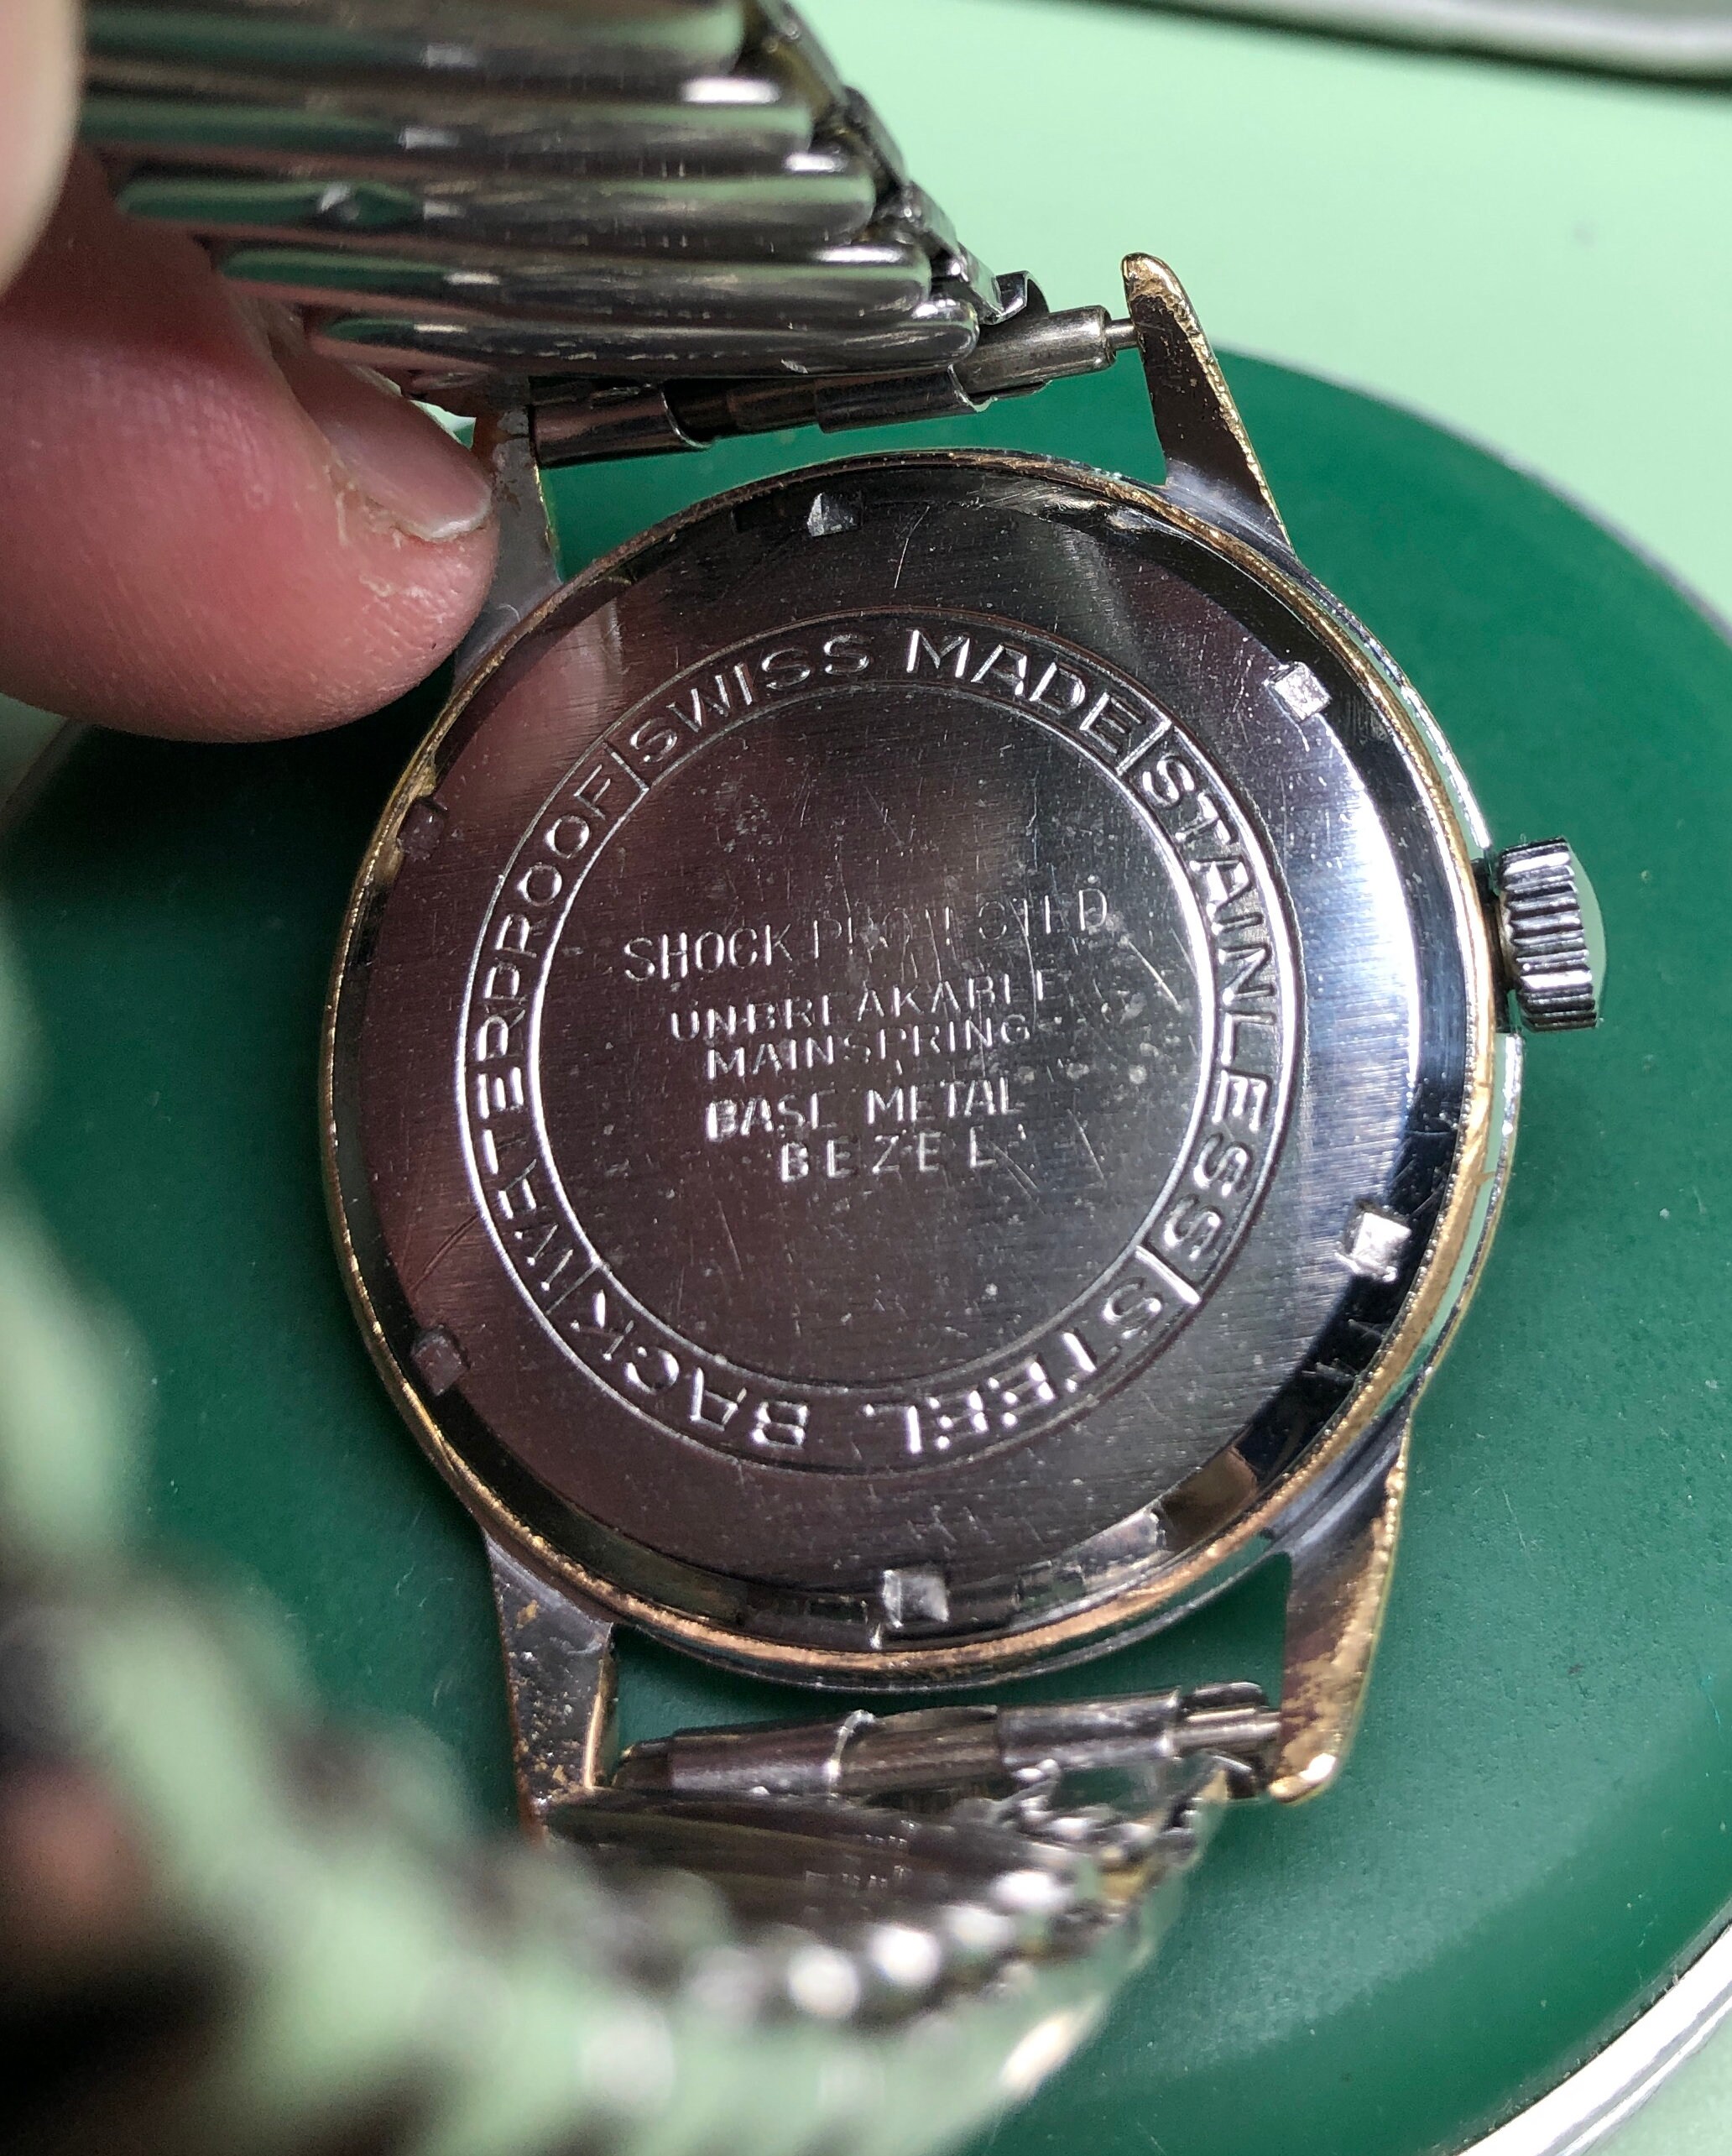 SWISS MADE
STAINLESS
STEEL BACK
WATERPROOF
SHOCK PROTECTED
UNBREAKABLE
MAINSPRING
BASE METAL
BEZEL